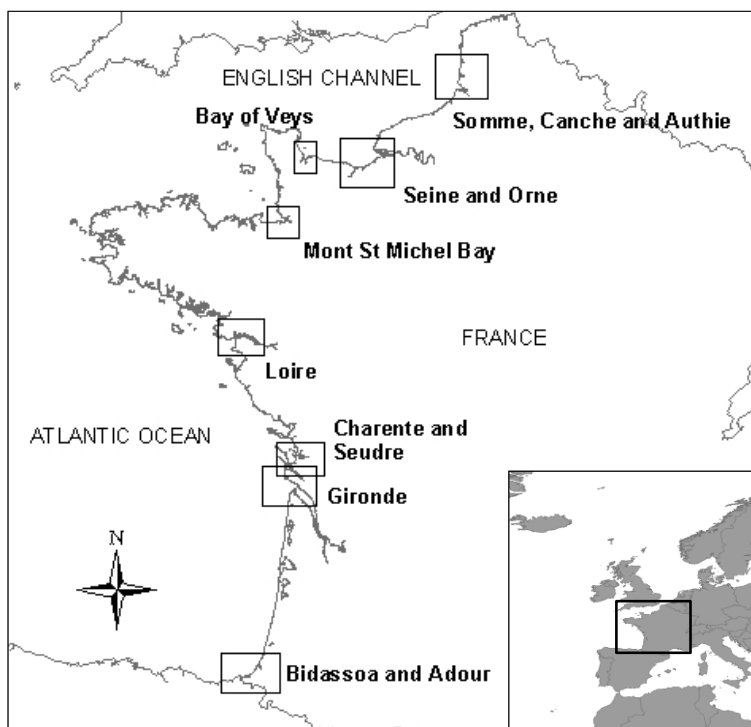 ENGLISH CHANNEL
Bay of Veys
Somme, Canche and Authie
Seine and Orne
Mont St Michel Bay
FRANCE
Loire
ATLANTIC OCEAN
Charente and
Seudre
Gironde
N
Bidassoa and Adour